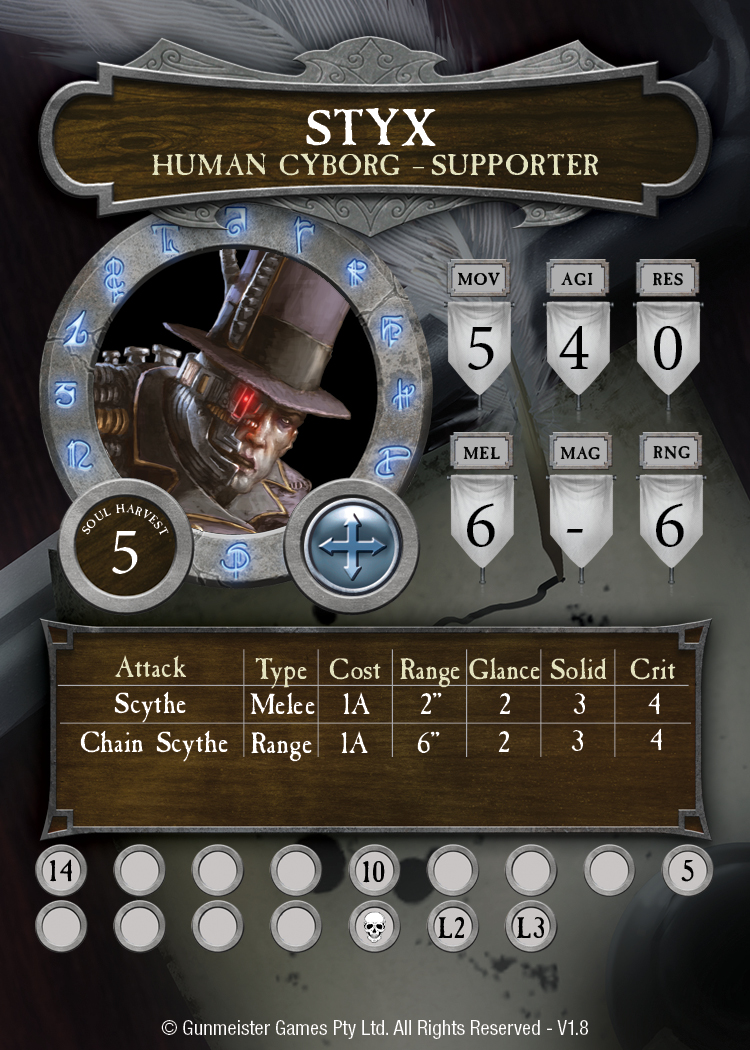 STYX
HUMAN CYBORG – SUPPORTER
MOV AGI RES
5 4 0
MEL MAG RNG
6 - 6
SOUL HARVEST
5
Attack Type Cost Range Glance Solid Crit
Scythe Melee 1A 2” 2 3 4
Chain Scythe Range 1A 6” 2 3 4
14 10 5
L2 L3
© Gunmeister Games Pty Ltd. All Rights Reserved - V1.8